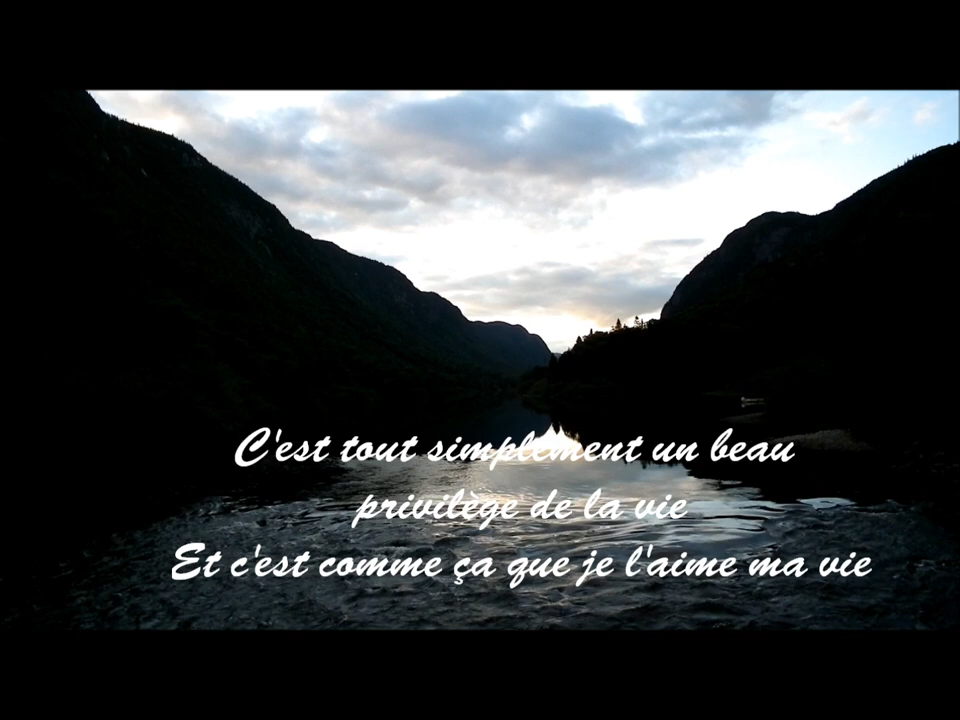 C'est tout simplement un beau
privilège de la vie
Et c'est comme ça que je l'aime ma vie